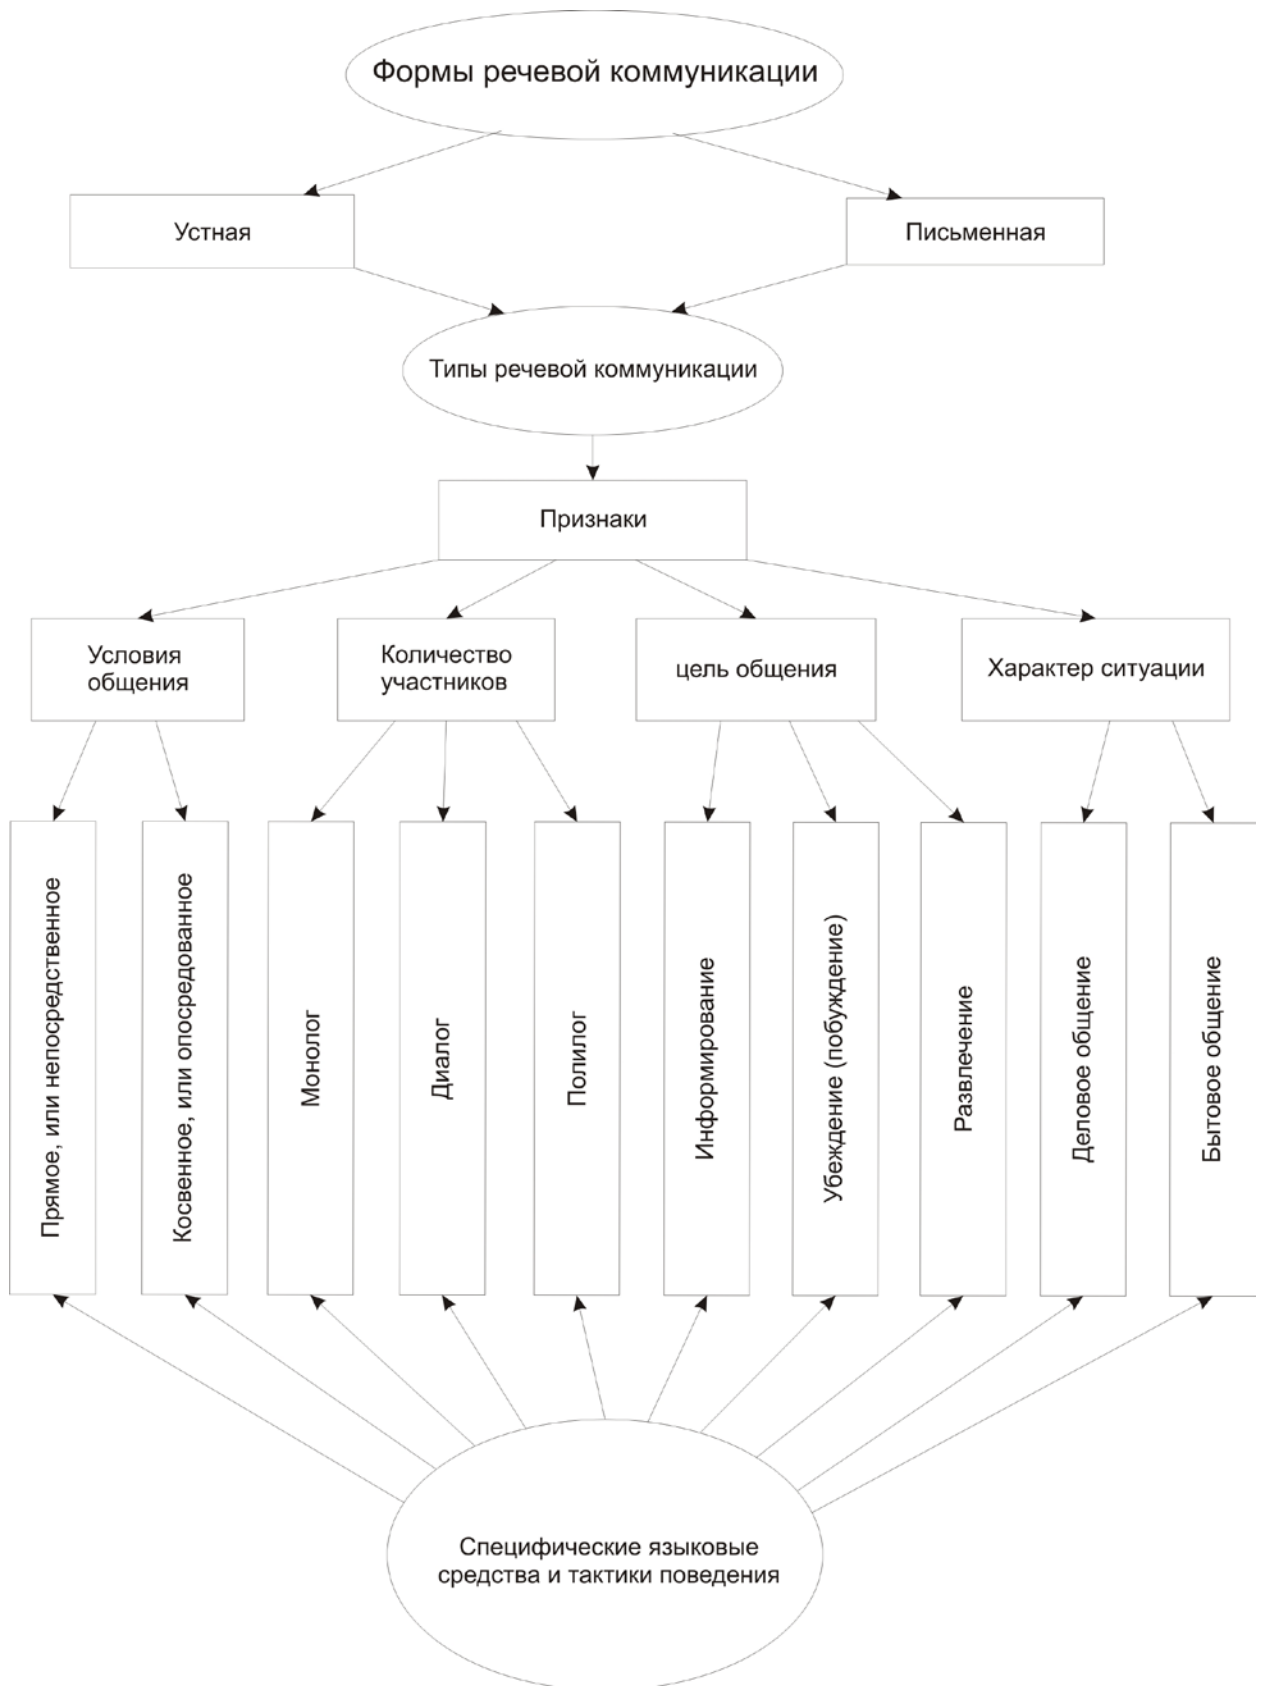 Формы речевой коммуникации
Устная
Письменная
Типы речевой коммуникации
Признаки
Условия
общения
Количество
участников
цель общения
Характер ситуации
Прямое, или непосредственное
Косвенное, или опосредованное
Монолог
Диалог
Полилог
Информирование
Убеждение (побуждение)
Развлечение
Деловое общение
Бытовое общение
Специфические языковые
средства и тактики поведения